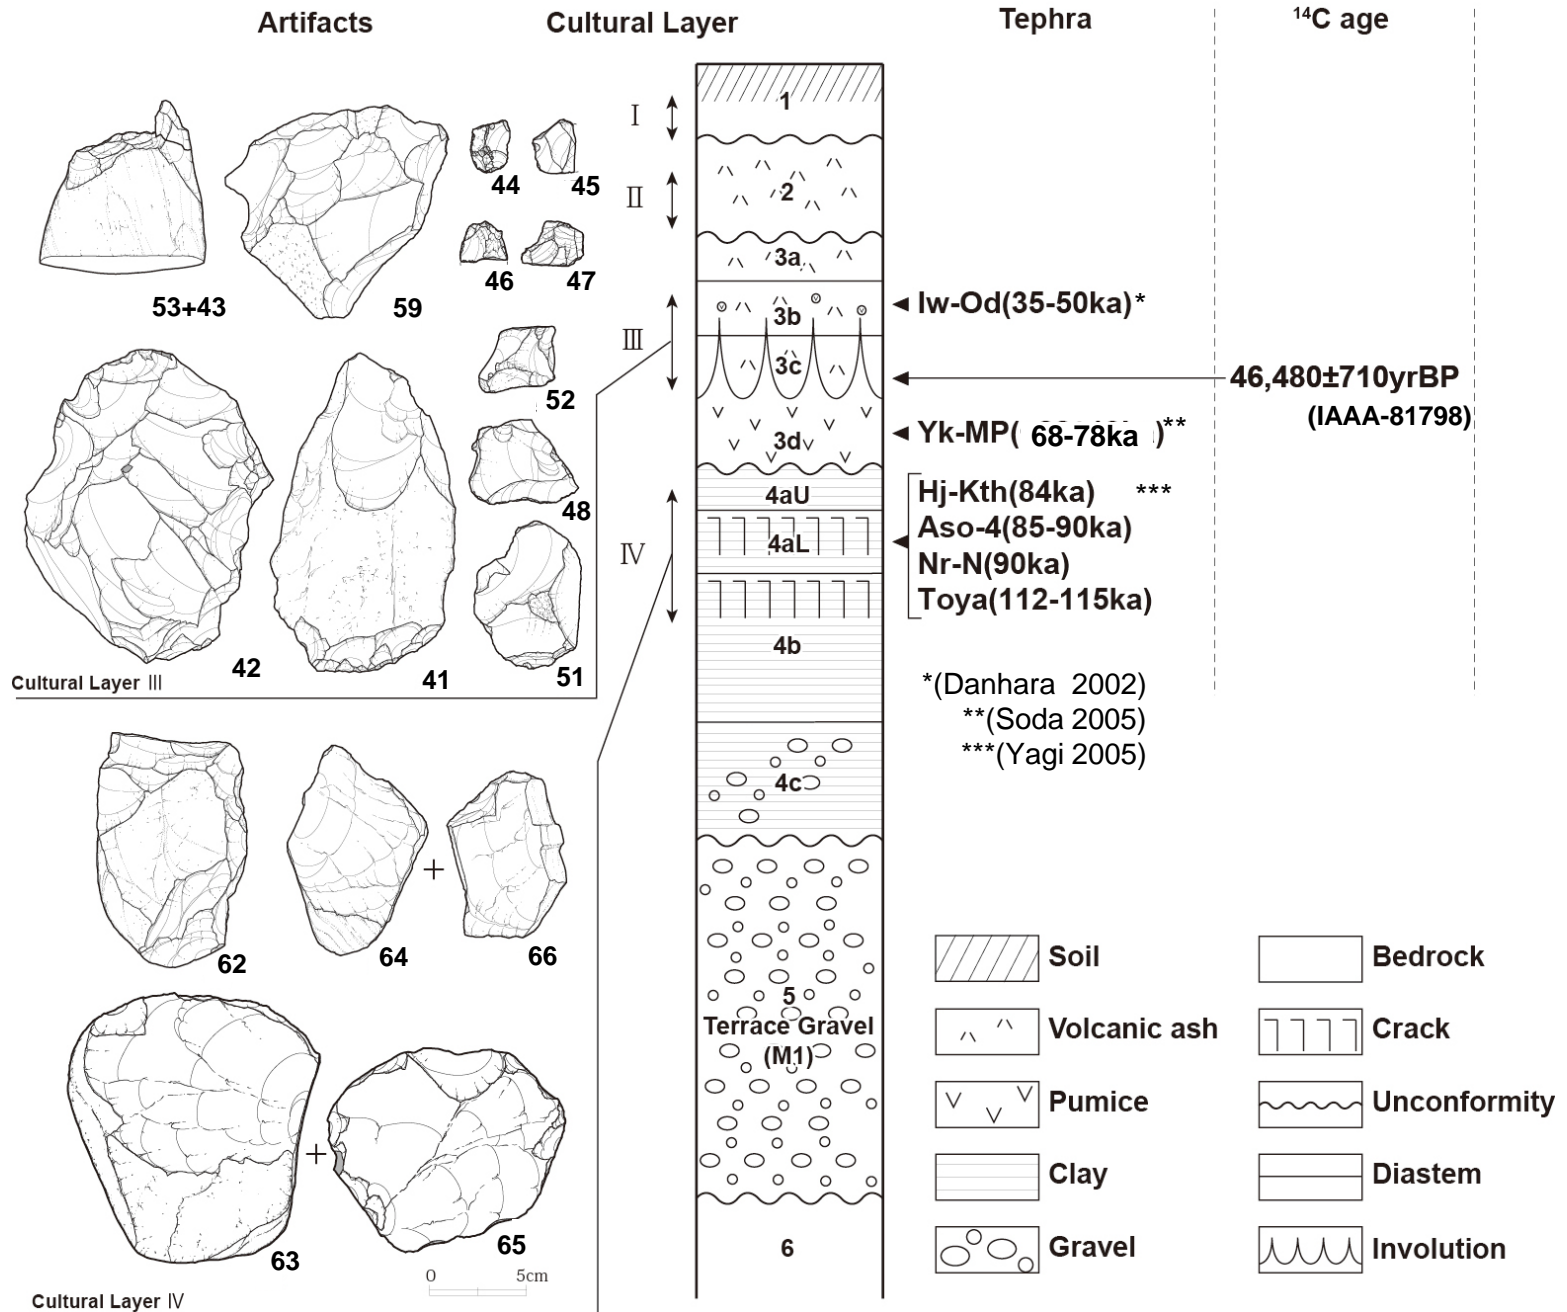 Artifacts
Cultural Layer
Tephra
¹⁴C age
53+43
59
44
45
46
47
52
48
42
41
51
Cultural Layer Ⅲ
62
64
+
66
63
+
65
0 5cm
Cultural Layer Ⅳ
Ⅰ
Ⅱ
Ⅲ
Ⅳ
1
2
3a
3b
3c
3d
4aU
4aL
4b
4c
5
Terrace Gravel
(M1)
6
Iw-Od(35-50ka)*
46,480±710yrBP
(IAAA-81798)
Yk-MP( 68-78ka )**
Hj-Kth(84ka) ***
Aso-4(85-90ka)
Nr-N(90ka)
Toya(112-115ka)
*(Danhara 2002)
**(Soda 2005)
***(Yagi 2005)
Soil
Volcanic ash
Pumice
Clay
Gravel
Bedrock
Crack
Unconformity
Diastem
Involution